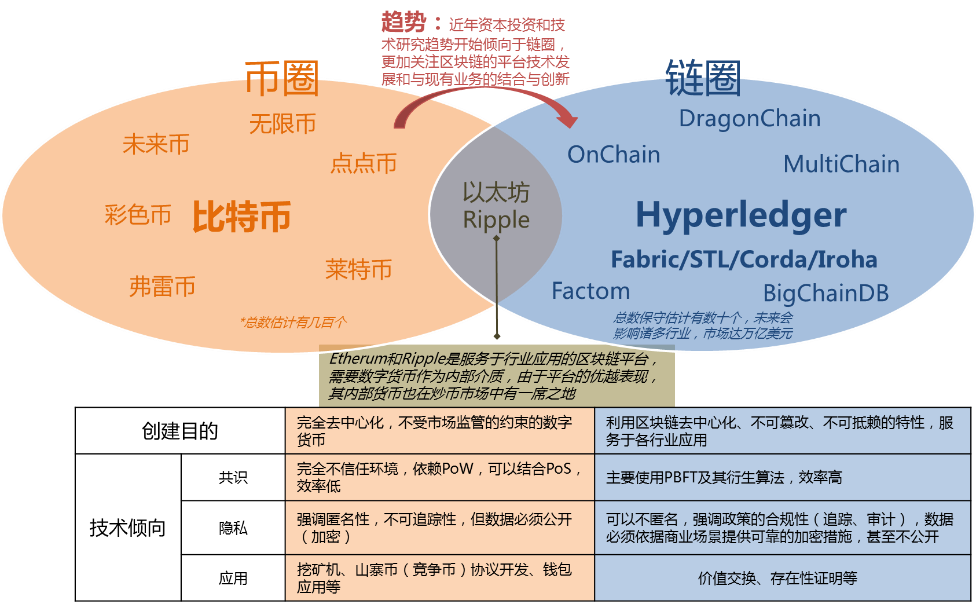 趋势：近年资本投资和技
术研究趋势开始倾向于链圈，
更加关注区块链的平台技术发
展和与现有业务的结合与创新
币圈
链圈
无限币
未来币
点点币
彩色币
比特币
弗雷币
莱特币
*总数估计有几百个
以太坊
Ripple
DragonChain
OnChain
MultiChain
Hyperledger
Fabric/STL/Corda/Iroha
Factom
BigChainDB
总数保守估计有数十个，未来会
影响诸多行业，市场达万亿美元
Etherum和Ripple是服务于行业应用的区块链平台，
需要数字货币作为内部介质，由于平台的优越表现，
其内部货币也在炒币市场中有一席之地
创建目的
完全去中心化，不受市场监管的约束的数字
货币
利用区块链去中心化、不可篡改、不可抵赖的特性，服
务于各行业应用
技术倾向
共识
完全不信任环境，依赖PoW，可以结合PoS，
效率低
主要使用PBFT及其衍生算法，效率高
隐私
强调匿名性，不可追踪性，但数据必须公开
（加密）
可以不匿名，强调政策的合规性（追踪、审计），数据
必须依据商业场景提供可靠的加密措施，甚至不公开
应用
挖矿机、山寨币（竞争币）协议开发、钱包
应用等
价值交换、存在性证明等